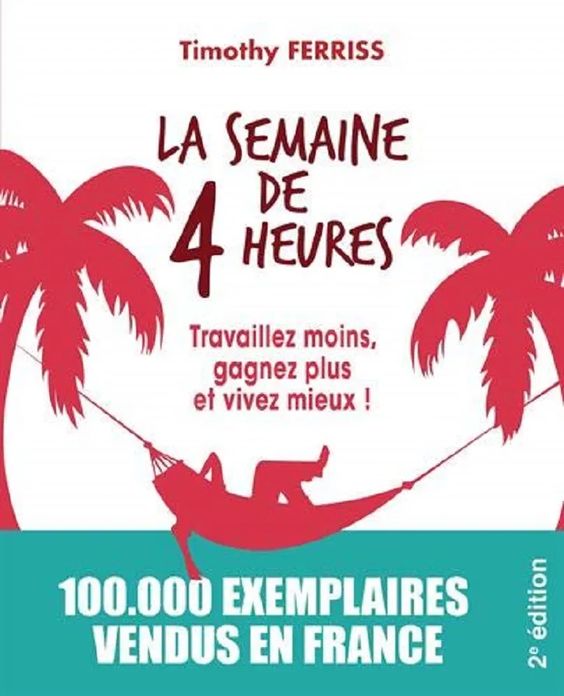 Timothy FERRISS
LA SEMAINE
DE
4 HEURES
Travaillez moins,
gagnez plus
et vivez mieux !
100.000 EXEMPLAIRES
VENDUS EN FRANCE
2e édition